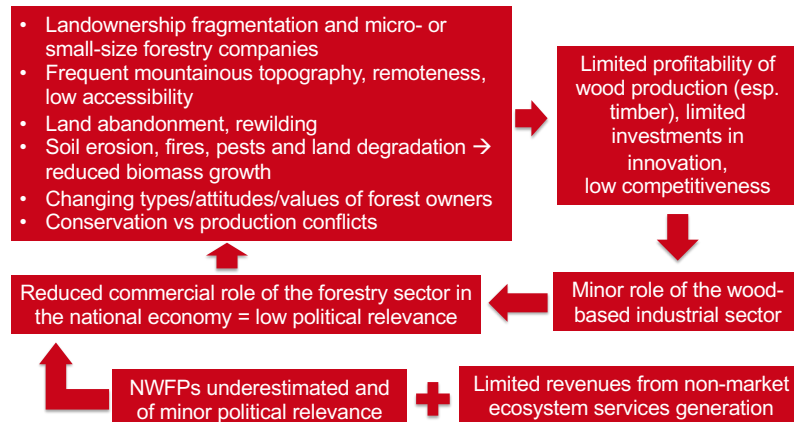 • Landownership fragmentation and micro- or
small-size forestry companies
• Frequent mountainous topography, remoteness,
low accessibility
• Land abandonment, rewilding
• Soil erosion, fires, pests and land degradation →
reduced biomass growth
• Changing types/attitudes/values of forest owners
• Conservation vs production conflicts
Limited profitability of
wood production (esp.
timber), limited
investments in
innovation,
low competitiveness
Minor role of the wood-
based industrial sector
Reduced commercial role of the forestry sector in
the national economy = low political relevance
NWFPs underestimated and
of minor political relevance
Limited revenues from non-market
ecosystem services generation